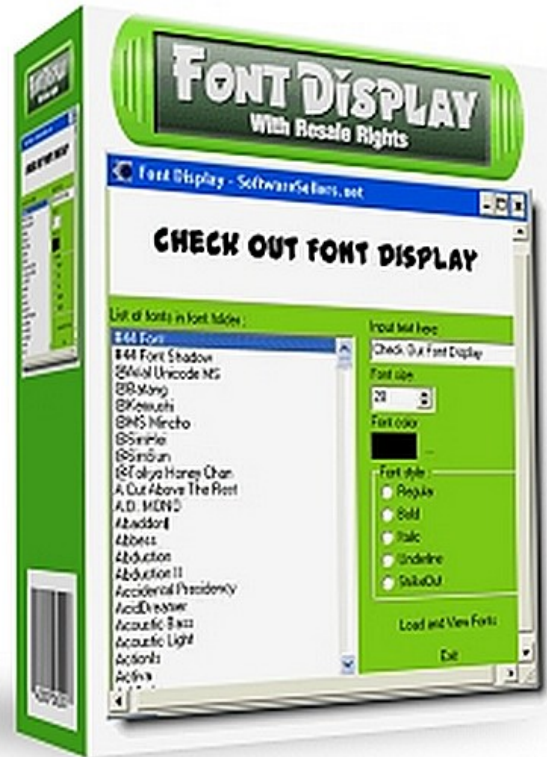 FONT DISPLAY
With Resale Rights
Font Display - SoftwareSellers.net
CHECK OUT FONT DISPLAY
List of fonts in font folder :
#44 Font
#44 Font Shadow
@Arial Unicode MS
@Batang
@MS Mincho
@SimHei
@SimSun
@Tokyo Honey Chan
A Cut Above The Rest
A.D. MONO
Abaddon
Abbess
Abduction
Abduction II
Accidental Presidency
AcidDreamer
Acoustic Bass
Acoustic Light
ActionIs
Activa
Input text here
Check Out Font Display
Font size
20
Font color
...
Font style :
Regular
Bold
Italic
Underline
StrikeOut
Load and View Fonts
Exit
FONT DISPLAY